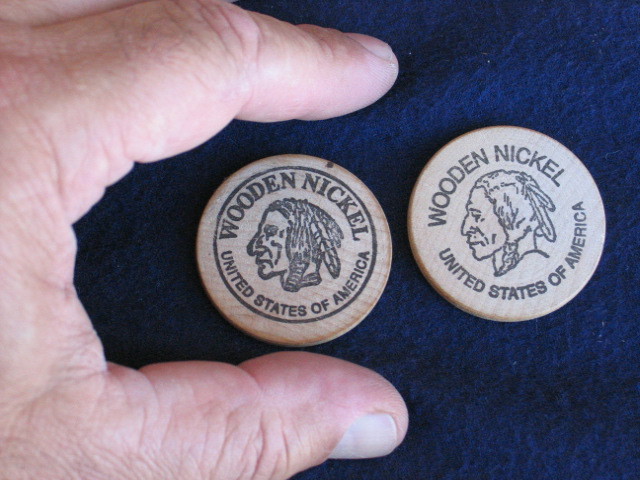 WOODEN NICKEL
UNITED STATES OF AMERICA
WOODEN NICKEL
UNITED STATES OF AMERICA